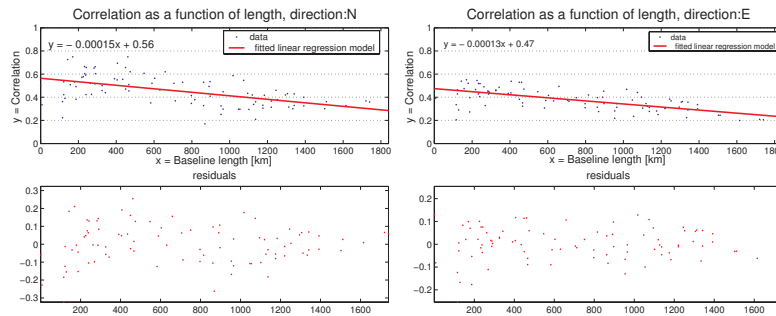 Correlation as a function of length, direction:N
y = − 0.00015x + 0.56
data
fitted linear regression model
y = Correlation
1
0.8
0.6
0.4
0.2
0
0 200 400 600 800 1000 1200 1400 1600 1800
x = Baseline length [km]
residuals
0.3
0.2
0.1
0
−0.1
−0.2
−0.3
200 400 600 800 1000 1200 1400 1600
Correlation as a function of length, direction:E
y = − 0.00013x + 0.47
data
fitted linear regression model
y = Correlation
1
0.8
0.6
0.4
0.2
0
0 200 400 600 800 1000 1200 1400 1600 1800
x = Baseline length [km]
residuals
0.2
0.1
0
−0.1
−0.2
200 400 600 800 1000 1200 1400 1600